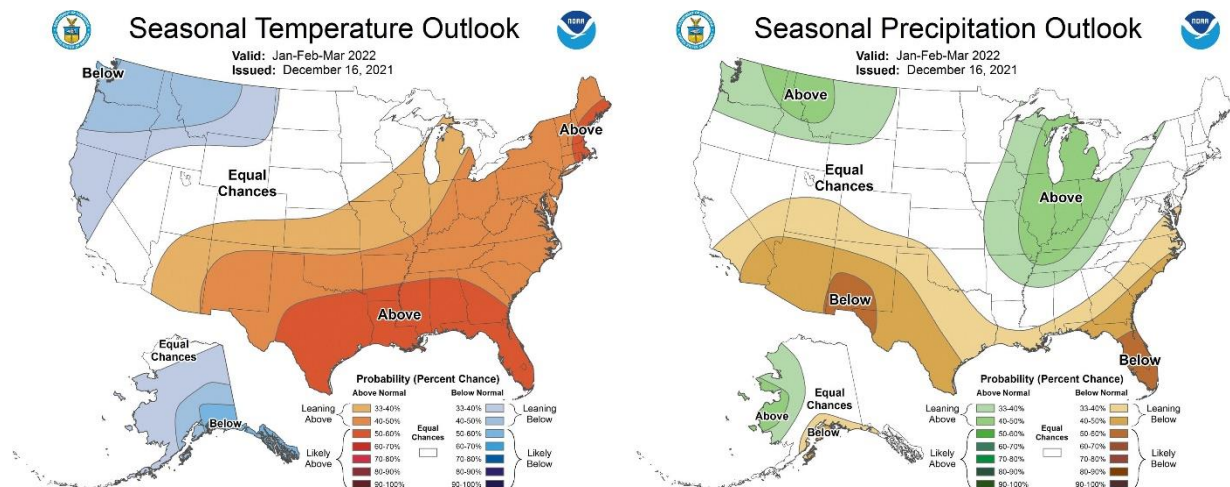 Seasonal Temperature Outlook
NOAA
Valid: Jan-Feb-Mar 2022
Issued: December 16, 2021
Below
Above
Equal
Chances
Above
Equal
Chances
Below
Probability (Percent Chance)
Above Normal
Below Normal
Leaning
Above
33-40%
40-50%
Likely
Above
50-60%
60-70%
70-80%
80-90%
90-100%
Equal
Chances
33-40%
40-50%
Leaning
Below
50-60%
60-70%
70-80%
80-90%
90-100%
Likely
Below
Seasonal Precipitation Outlook
NOAA
Valid: Jan-Feb-Mar 2022
Issued: December 16, 2021
Above
Equal
Chances
Above
Below
Below
Above
Equal
Chances
Below
Probability (Percent Chance)
Above Normal
Below Normal
Leaning
Above
33-40%
40-50%
Likely
Above
50-60%
60-70%
70-80%
80-90%
90-100%
Equal
Chances
33-40%
40-50%
Leaning
Below
50-60%
60-70%
70-80%
80-90%
90-100%
Likely
Below